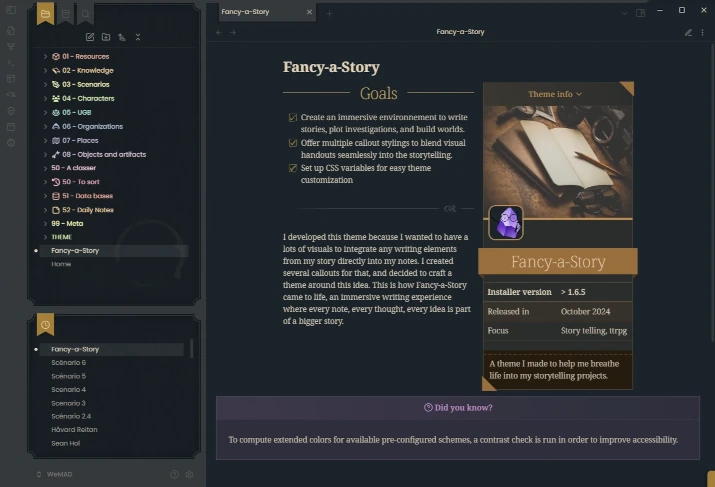 Fancy-a-Story
Fancy-a-Story
01 - Resources
02 - Knowledge
03 - Scenarios
04 - Characters
05 - UGB
06 - Organizations
07 - Places
08 - Objects and artifacts
50 - A classer
50 - To sort
51 - Data bases
52 - Daily Notes
99 - Meta
THEME
Fancy-a-Story
Home
Fancy-a-Story
Scénario 6
Scénario 5
Scenario 4
Scenario 3
Scénario 2.4
Håvard Reitan
Sean Hol
WeMAD
Fancy-a-Story
Goals
Create an immersive environnement to write
stories, plot investigations, and build worlds.
Offer multiple callout stylings to blend visual
handouts seamlessly into the storytelling.
Set up CSS variables for easy theme
customization
I developed this theme because I wanted to have a
lots of visuals to integrate any writing elements
from my story directly into my notes. I created
several callouts for that, and decided to craft a
theme around this idea. This is how Fancy-a-Story
came to life, an immersive writing experience
where every note, every thought, every idea is part
of a bigger story.
Theme info
Fancy-a-Story
Installer version > 1.6.5
Released in October 2024
Focus Story telling, ttrpg
A theme I made to help me breathe
life into my storytelling projects.
Did you know?
To compute extended colors for available pre-configured schemes, a contrast check is run in order to improve accessibility.